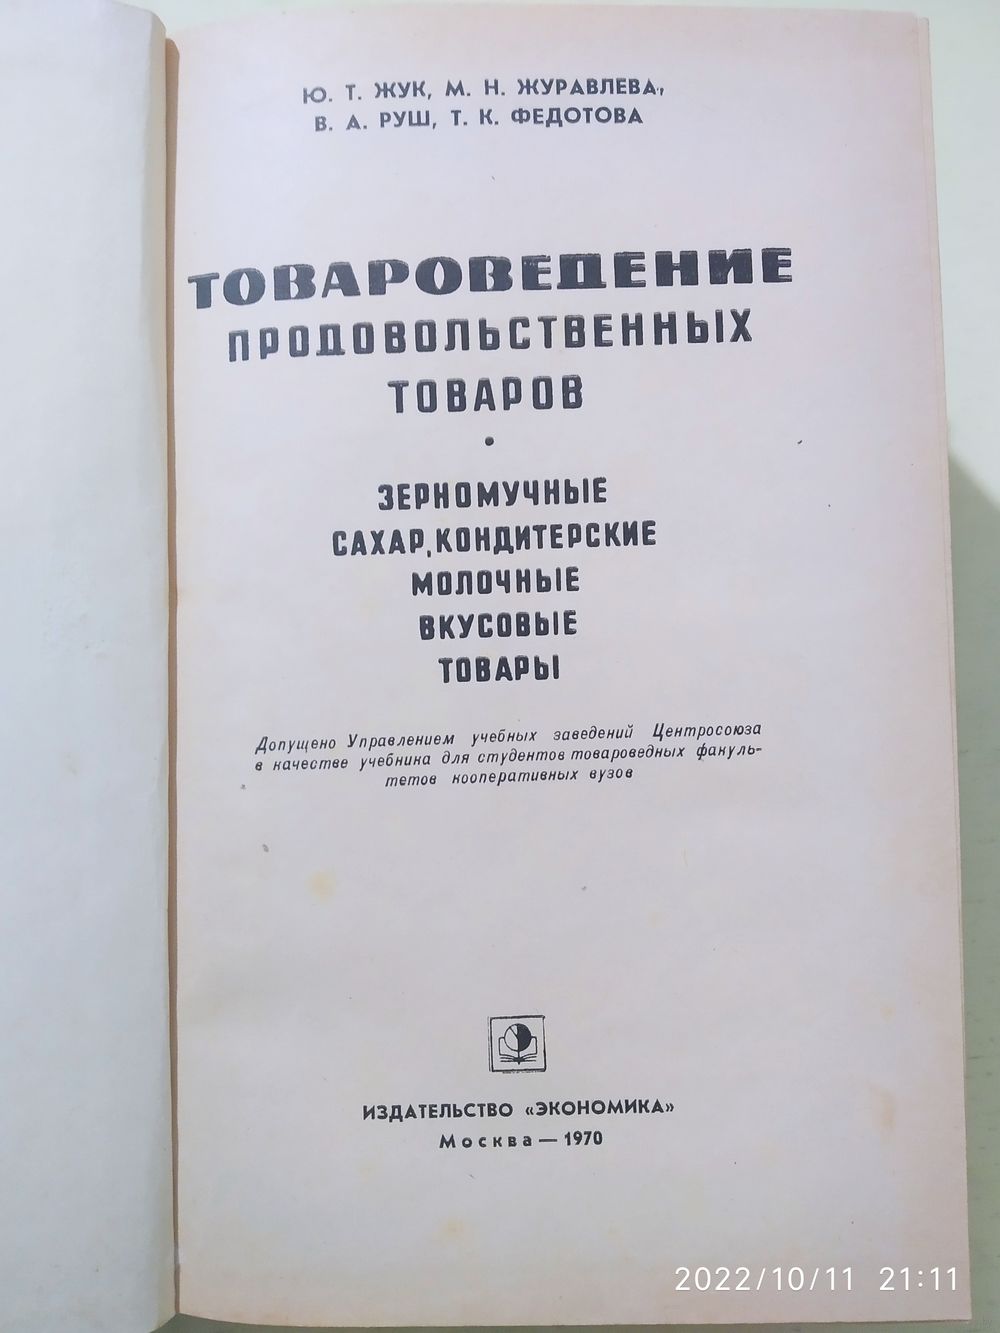 Ю. Т. ЖУК, М. Н. ЖУРАВЛЕВА,
В. А. РУШ, Т. К. ФЕДОТОВА
ТОВАРОВЕДЕНИЕ
ПРОДОВОЛЬСТВЕННЫХ
ТОВАРОВ
•
ЗЕРНОМУЧНЫЕ
САХАР, КОНДИТЕРСКИЕ
МОЛОЧНЫЕ
ВКУСОВЫЕ
ТОВАРЫ
Допущено Управлением учебных заведений Центросоюза
в качестве учебника для студентов товароведных факуль-
тетов кооперативных вузов
ИЗДАТЕЛЬСТВО «ЭКОНОМИКА»
Москва — 1970
2022/10/11 21:11